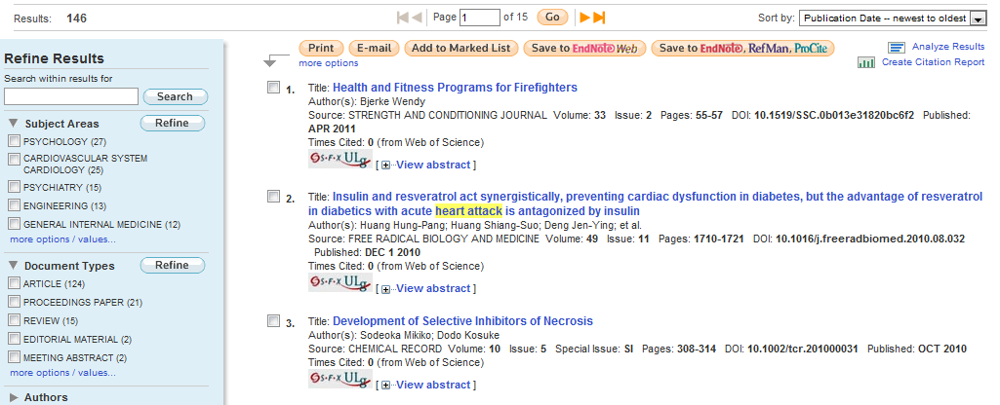 Results: 146 Page 1 of 15 Go Sort by: Publication Date -- newest to oldest
Print E-mail Add to Marked List Save to EndNote Web Save to EndNote, RefMan, ProCite Analyze Results
more options Create Citation Report
Refine Results
Search within results for
Search
Subject Areas Refine
PSYCHOLOGY (27)
CARDIOVASCULAR SYSTEM
CARDIOLOGY (25)
PSYCHIATRY (15)
ENGINEERING (13)
GENERAL INTERNAL MEDICINE (12)
more options / values...
Document Types Refine
ARTICLE (124)
PROCEEDINGS PAPER (21)
REVIEW (15)
EDITORIAL MATERIAL (2)
MEETING ABSTRACT (2)
more options / values...
Authors
1. Title: Health and Fitness Programs for Firefighters
Author(s): Bjerke Wendy
Source: STRENGTH AND CONDITIONING JOURNAL Volume: 33 Issue: 2 Pages: 55-57 DOI: 10.1519/SSC.0b013e31820bc6f2 Published:
APR 2011
Times Cited: 0 (from Web of Science)
S·F·X ULg [ View abstract ]
2. Title: Insulin and resveratrol act synergistically, preventing cardiac dysfunction in diabetes, but the advantage of resveratrol
in diabetics with acute heart attack is antagonized by insulin
Author(s): Huang Hung-Pang; Huang Shiang-Suo; Deng Jen-Ying; et al.
Source: FREE RADICAL BIOLOGY AND MEDICINE Volume: 49 Issue: 11 Pages: 1710-1721 DOI: 10.1016/j.freeradbiomed.2010.08.032
Published: DEC 1 2010
Times Cited: 0 (from Web of Science)
S·F·X ULg [ View abstract ]
3. Title: Development of Selective Inhibitors of Necrosis
Author(s): Sodeoka Mikiko; Dodo Kosuke
Source: CHEMICAL RECORD Volume: 10 Issue: 5 Special Issue: SI Pages: 308-314 DOI: 10.1002/tcr.201000031 Published: OCT 2010
Times Cited: 0 (from Web of Science)
S·F·X ULg [ View abstract ]